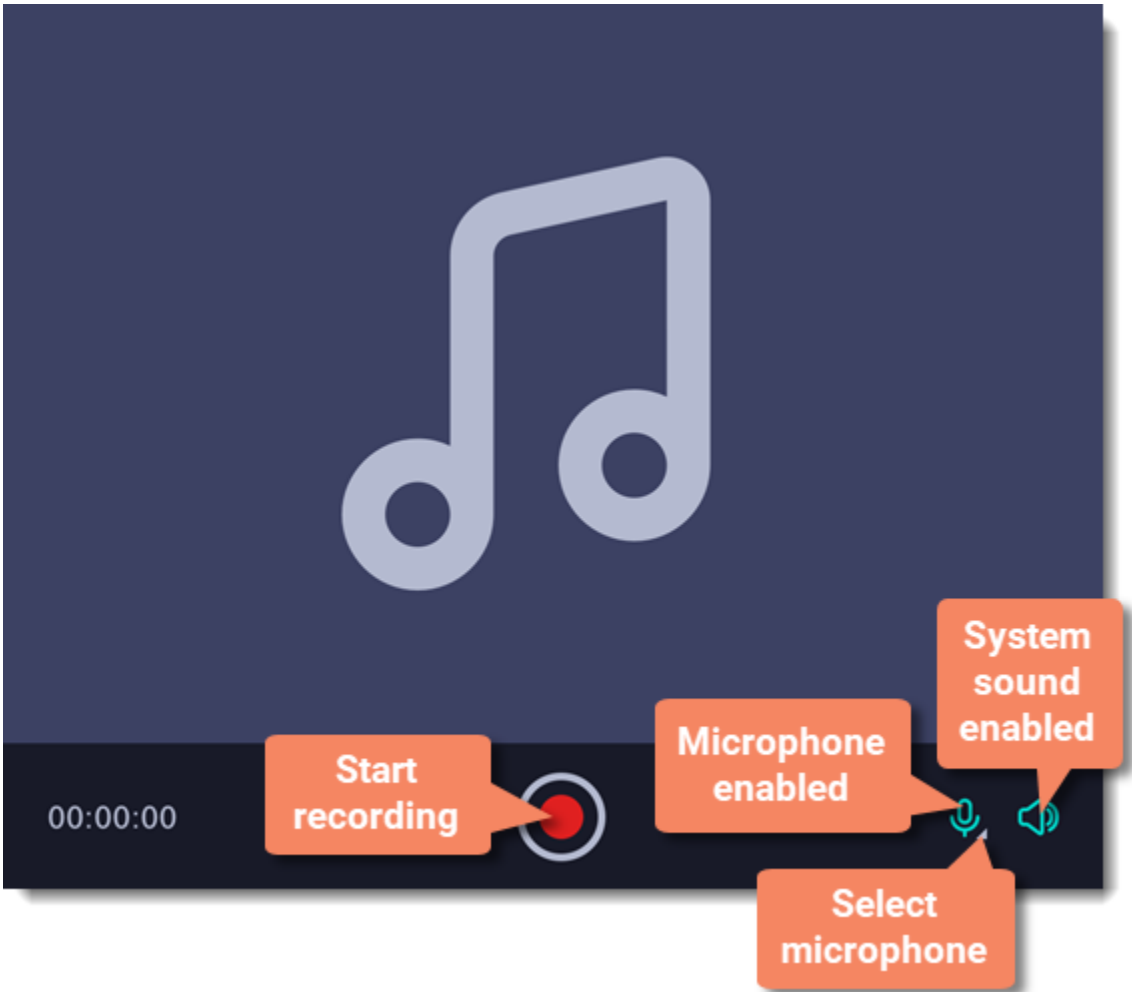 System
sound
enabled
Microphone
enabled
Start
recording
00:00:00
Select
microphone